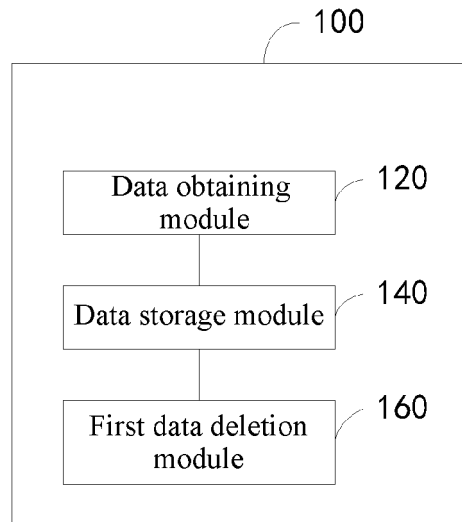 100
Data obtaining
module
120
Data storage module
140
First data deletion
module
160